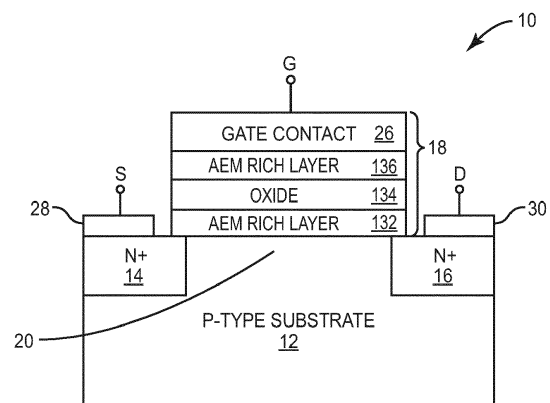 10
G
GATE CONTACT 26
18
AEM RICH LAYER 136
S
OXIDE 134
D
28
AEM RICH LAYER 132
30
N+
14
N+
16
20
P-TYPE SUBSTRATE
12